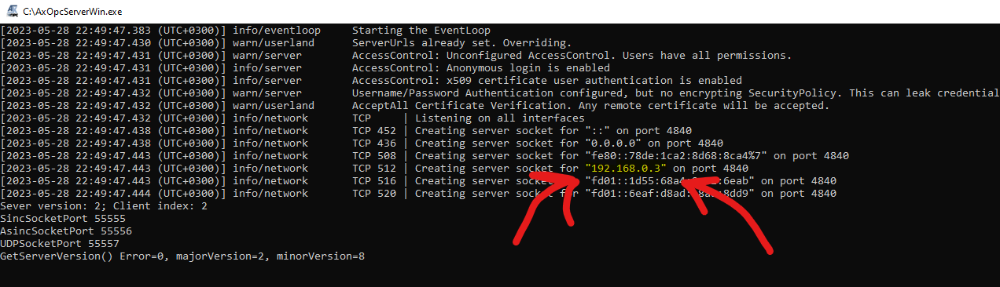 C:\AxOpcServerWin.exe
[2023-05-28 22:49:47.383 (UTC+0300)] info/eventloop Starting the EventLoop
[2023-05-28 22:49:47.430 (UTC+0300)] warn/userland ServerUrls already set. Overriding.
[2023-05-28 22:49:47.431 (UTC+0300)] warn/server AccessControl: Unconfigured AccessControl. Users have all permissions.
[2023-05-28 22:49:47.431 (UTC+0300)] info/server AccessControl: Anonymous login is enabled
[2023-05-28 22:49:47.431 (UTC+0300)] info/server AccessControl: x509 certificate user authentication is enabled
[2023-05-28 22:49:47.432 (UTC+0300)] warn/server Username/Password Authentication configured, but no encrypting SecurityPolicy. This can leak credential
[2023-05-28 22:49:47.432 (UTC+0300)] warn/userland AcceptAll Certificate Verification. Any remote certificate will be accepted.
[2023-05-28 22:49:47.432 (UTC+0300)] info/network TCP | Listening on all interfaces
[2023-05-28 22:49:47.438 (UTC+0300)] info/network TCP 452 | Creating server socket for "::" on port 4840
[2023-05-28 22:49:47.438 (UTC+0300)] info/network TCP 436 | Creating server socket for "0.0.0.0" on port 4840
[2023-05-28 22:49:47.443 (UTC+0300)] info/network TCP 508 | Creating server socket for "fe80::78de:1ca2:8d68:8ca4%7" on port 4840
[2023-05-28 22:49:47.443 (UTC+0300)] info/network TCP 512 | Creating server socket for "192.168.0.3" on port 4840
[2023-05-28 22:49:47.443 (UTC+0300)] info/network TCP 516 | Creating server socket "fd01::1d55:68a4: :6eab" on port 4840
[2023-05-28 22:49:47.444 (UTC+0300)] info/network TCP 520 | Creating server socket for "fd01::6eaf:d8ad: :8dd9" on port 4840
Sever version: 2; Client index: 2
SincSocketPort 55555
AsincSocketPort 55556
UDPSocketPort 55557
GetServerVersion() Error=0, majorVersion=2, minorVersion=8